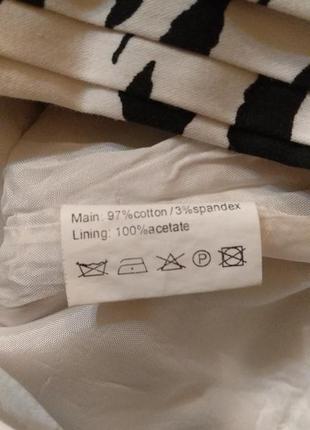 Main: 97%cotton/3%spandex
Lining: 100%acetate
P